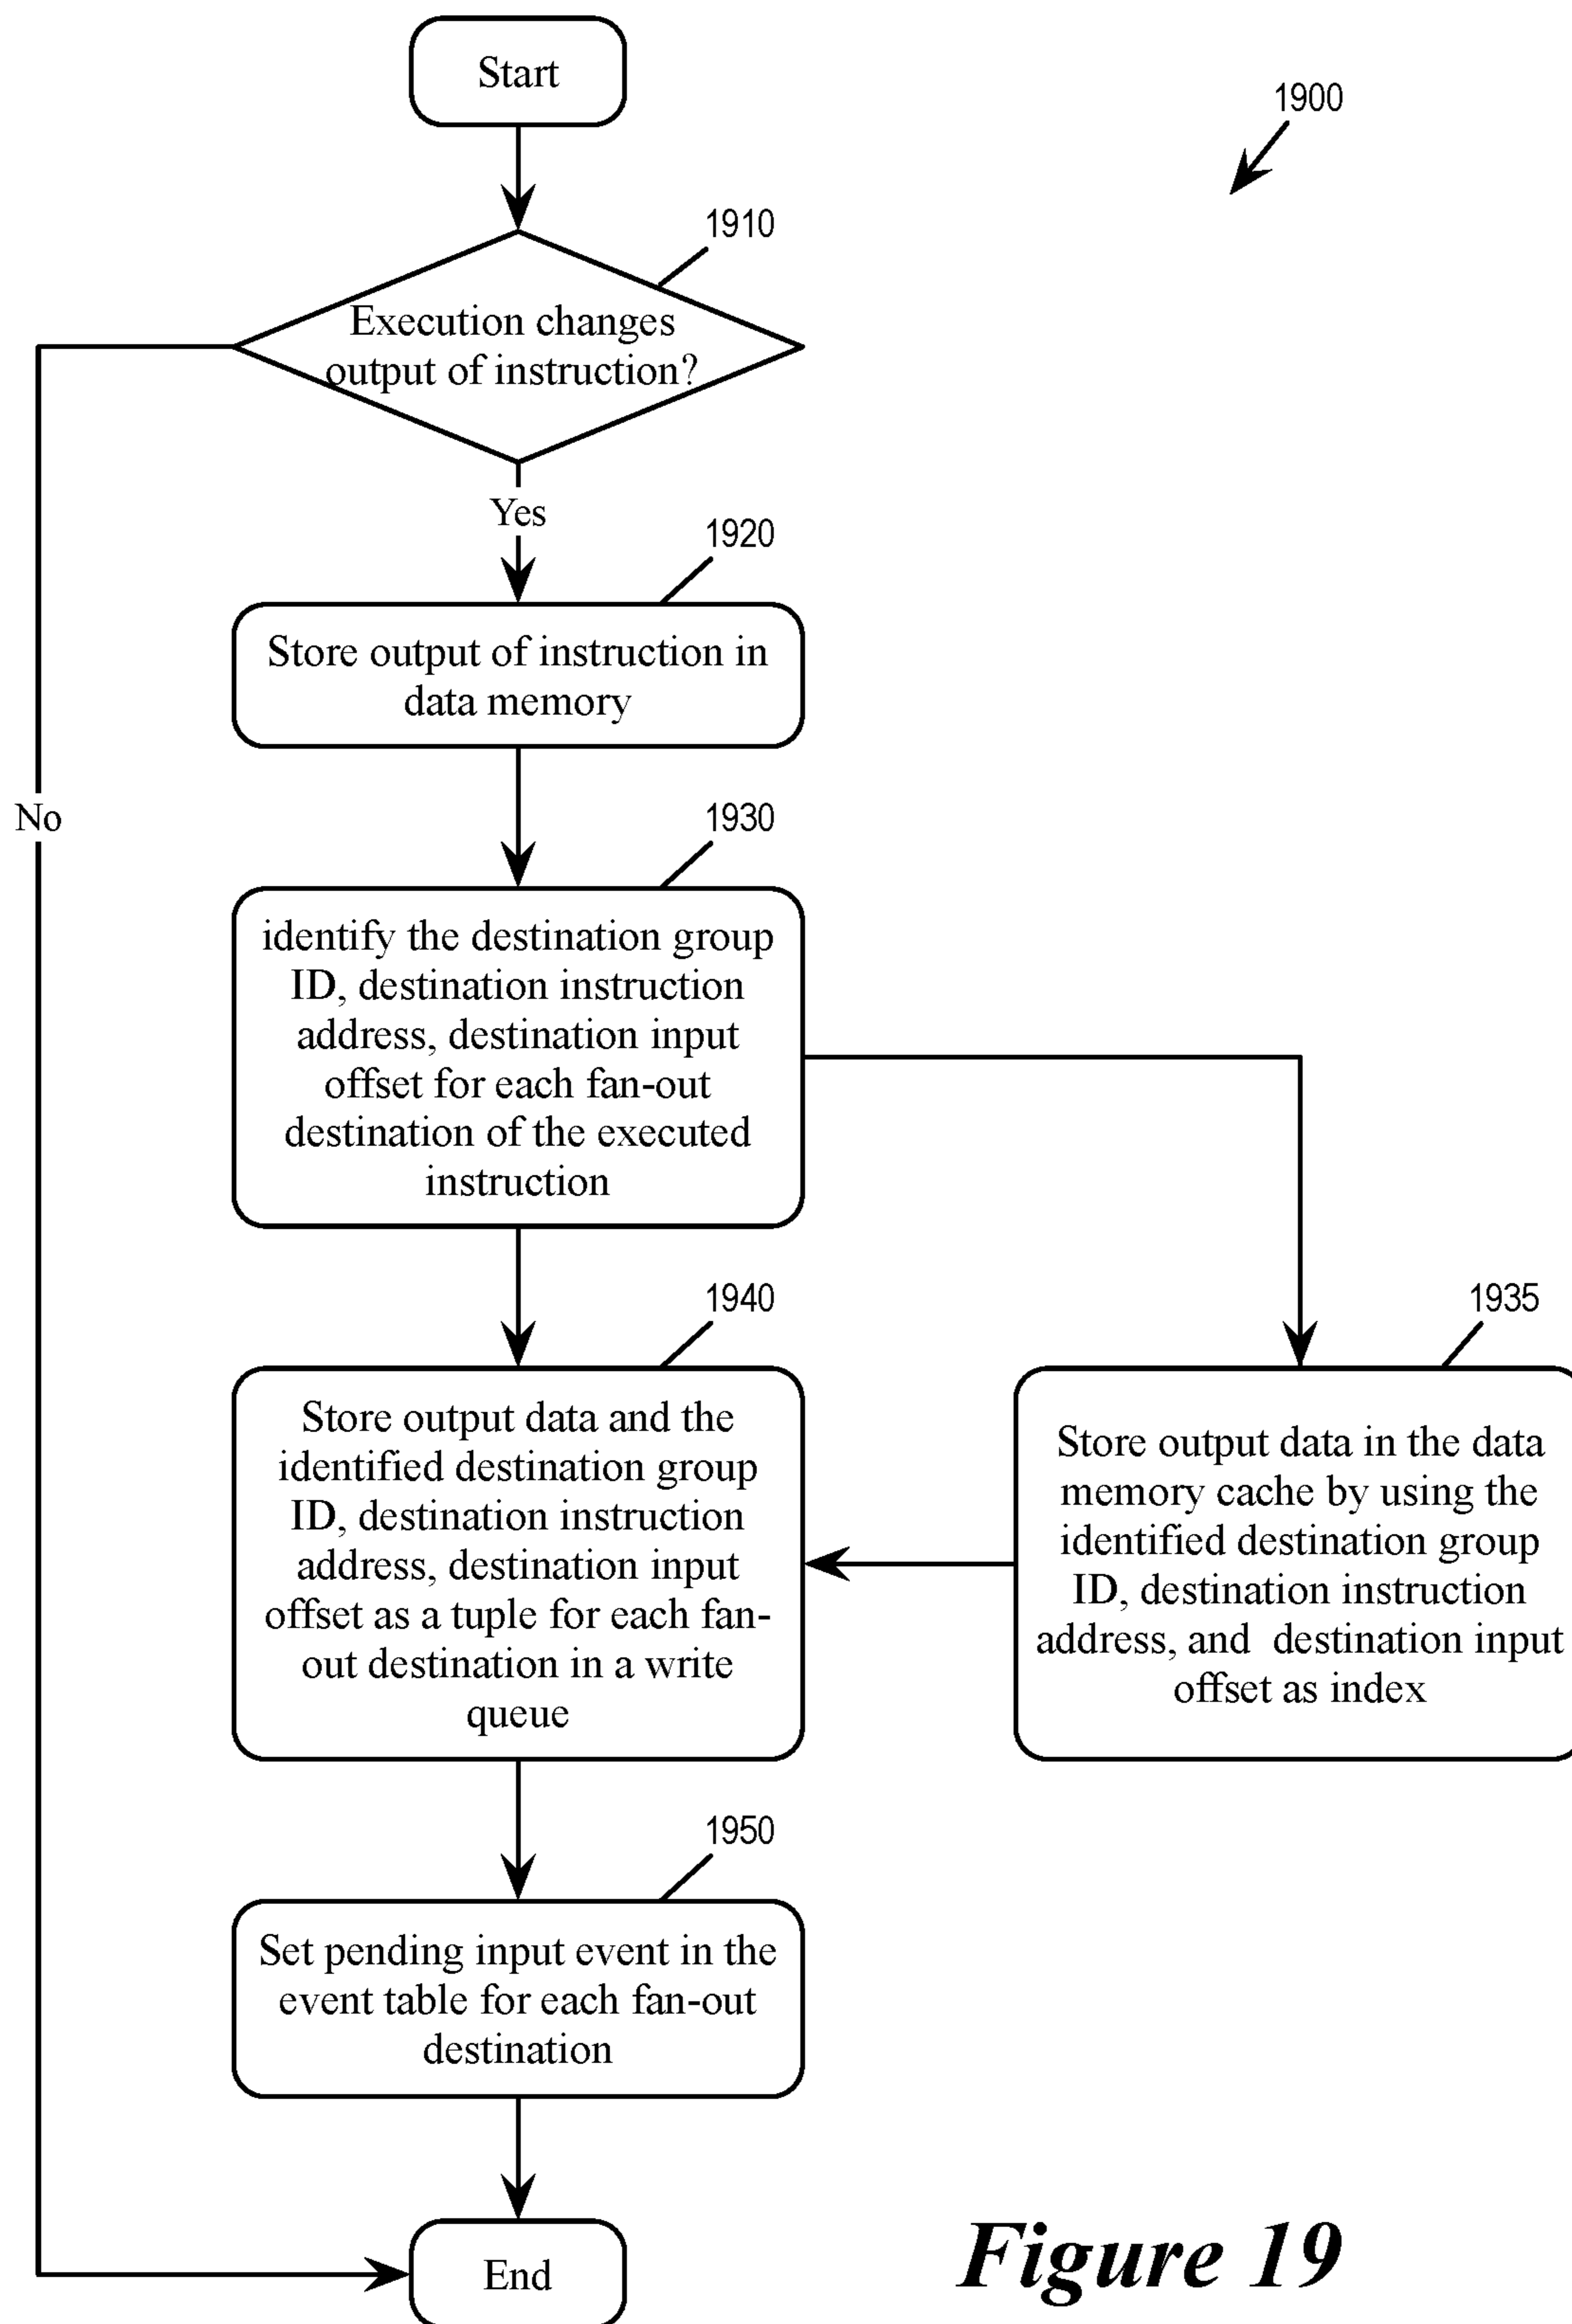 Start
1900
1910
Execution changes
output of instruction?
Yes
1920
Store output of instruction in
data memory
No
1930
identify the destination group
ID, destination instruction
address, destination input
offset for each fan-out
destination of the executed
instruction
1940
Store output data and the
identified destination group
ID, destination instruction
address, destination input
offset as a tuple for each fan-
out destination in a write
queue
1935
Store output data in the data
memory cache by using the
identified destination group
ID, destination instruction
address, and destination input
offset as index
1950
Set pending input event in the
event table for each fan-out
destination
End
Figure 19